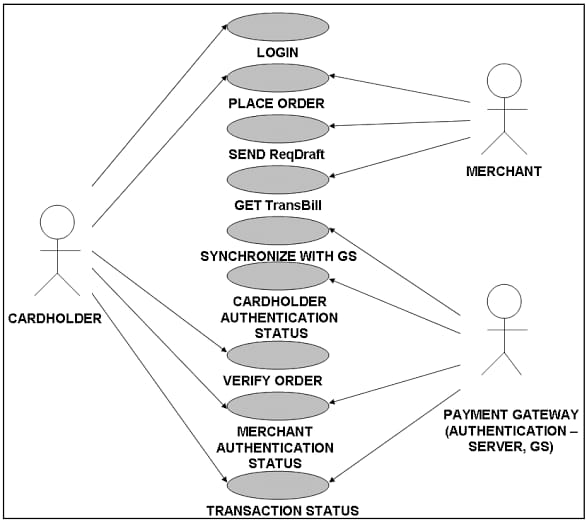 LOGIN
PLACE ORDER
SEND ReqDraft
MERCHANT
GET TransBill
SYNCHRONIZE WITH GS
CARDHOLDER
AUTHENTICATION
STATUS
CARDHOLDER
VERIFY ORDER
MERCHANT
AUTHENTICATION
STATUS
PAYMENT GATEWAY
(AUTHENTICATION –
SERVER, GS)
TRANSACTION STATUS